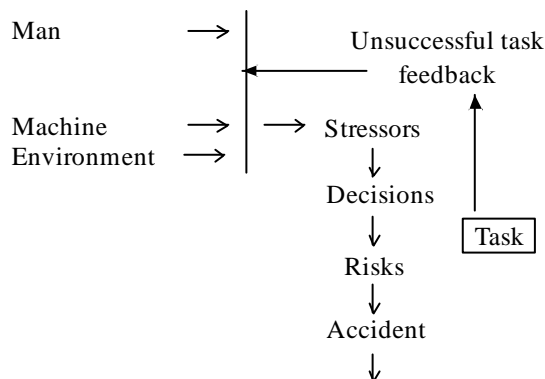 Man
Unsuccessful task
feedback
Machine
Stressors
Environment
Decisions
Task
Risks
Accident